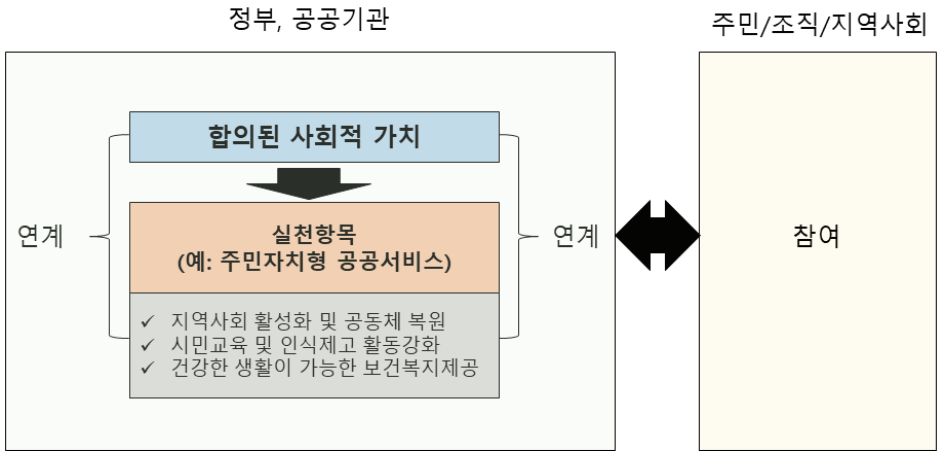 정부, 공공기관
주민/조직/지역사회
합의된 사회적 가치
연계
실천항목
(예: 주민자치형 공공서비스)
연계
참여
✓ 지역사회 활성화 및 공동체 복원
✓ 시민교육 및 인식제고 활동강화
✓ 건강한 생활이 가능한 보건복지제공